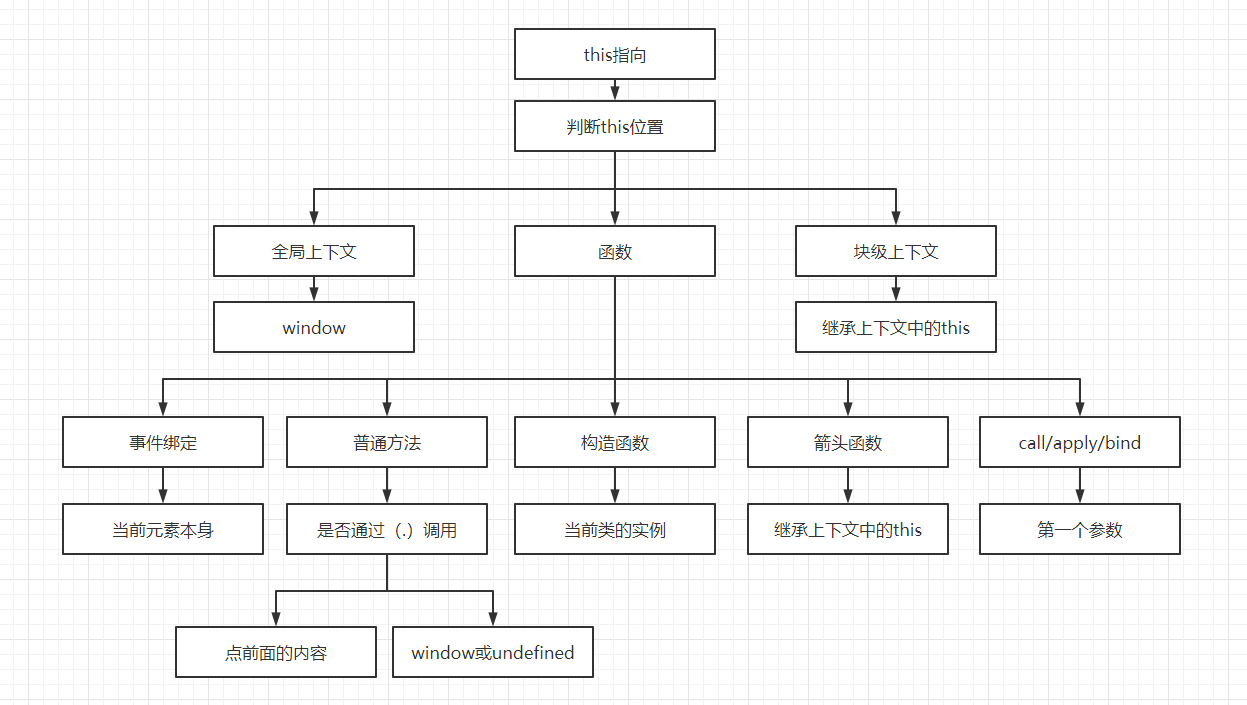 this指向
判断this位置
全局上下文
函数
块级上下文
window
继承上下文中的this
事件绑定
普通方法
构造函数
箭头函数
call/apply/bind
当前元素本身
是否通过（.）调用
当前类的实例
继承上下文中的this
第一个参数
点前面的内容
window或undefined